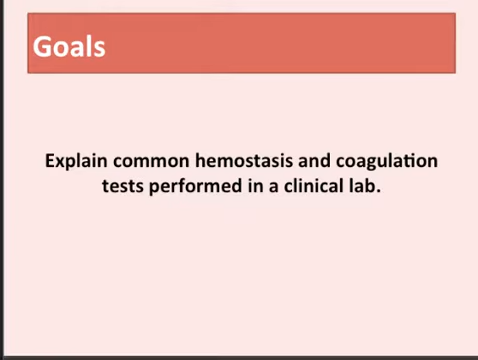 Goals
Explain common hemostasis and coagulation
tests performed in a clinical lab.